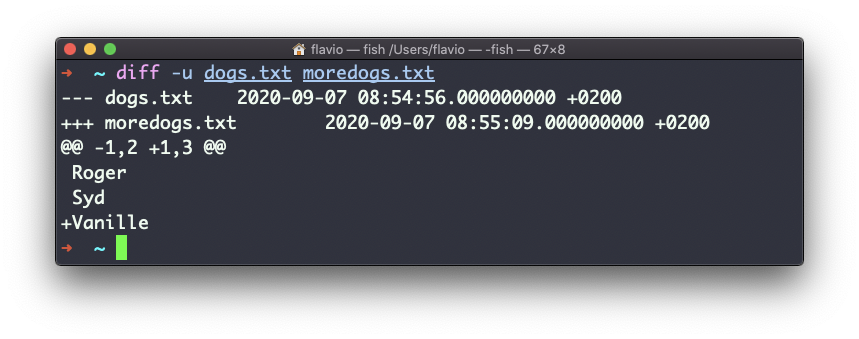 flavio — fish /Users/flavio — -fish — 67×8
➜ ~ diff -u dogs.txt moredogs.txt
--- dogs.txt    2020-09-07 08:54:56.000000000 +0200
+++ moredogs.txt        2020-09-07 08:55:09.000000000 +0200
@@ -1,2 +1,3 @@
 Roger
 Syd
+Vanille
➜ ~